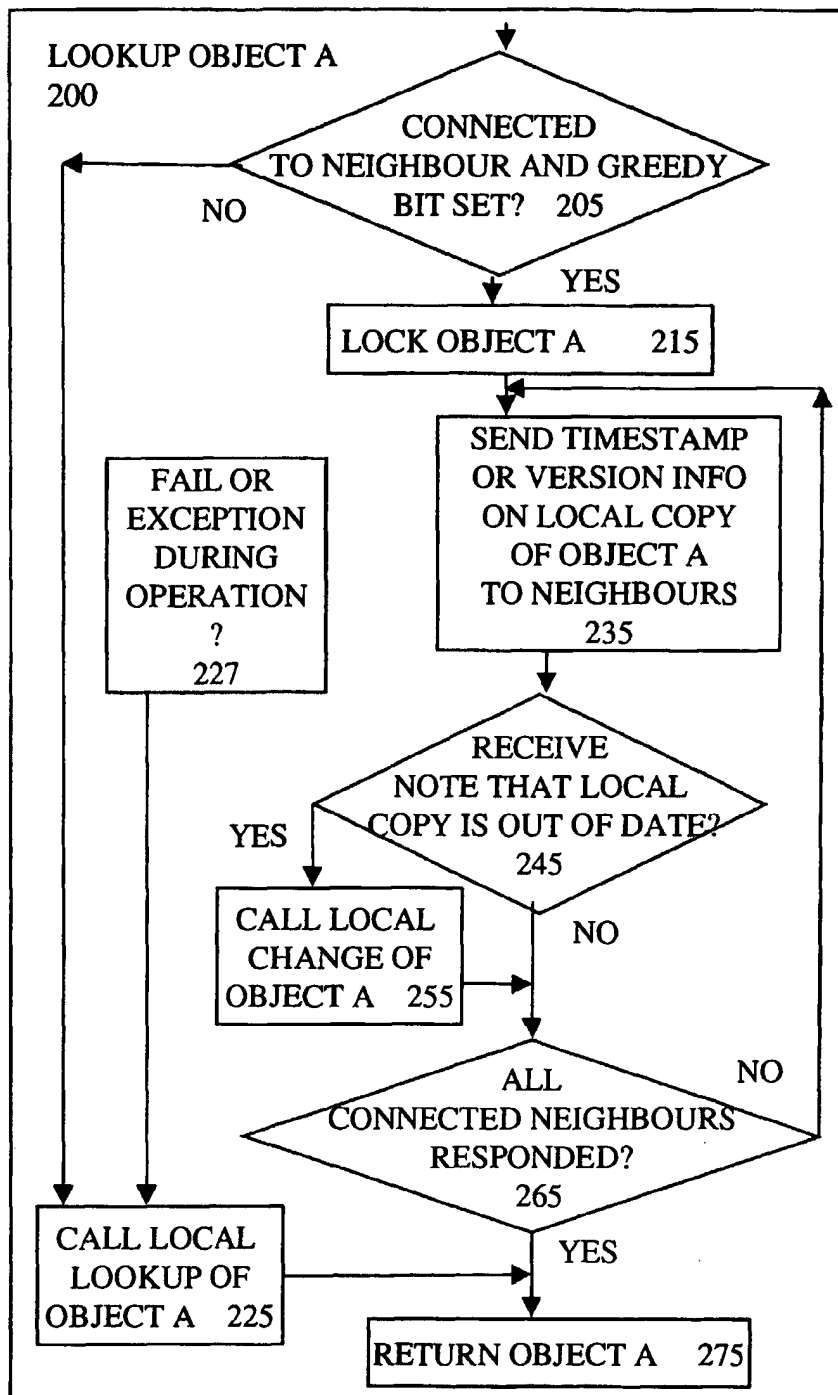 LOOKUP OBJECT A
200
CONNECTED
TO NEIGHBOUR AND GREEDY
BIT SET? 205
NO
YES
LOCK OBJECT A 215
SEND TIMESTAMP
OR VERSION INFO
ON LOCAL COPY
OF OBJECT A
TO NEIGHBOURS
235
FAIL OR
EXCEPTION
DURING
OPERATION
?
227
RECEIVE
NOTE THAT LOCAL
COPY IS OUT OF DATE?
245
YES
NO
CALL LOCAL
CHANGE OF
OBJECT A 255
ALL
CONNECTED NEIGHBOURS
RESPONDED?
265
NO
YES
CALL LOCAL
LOOKUP OF
OBJECT A 225
RETURN OBJECT A 275